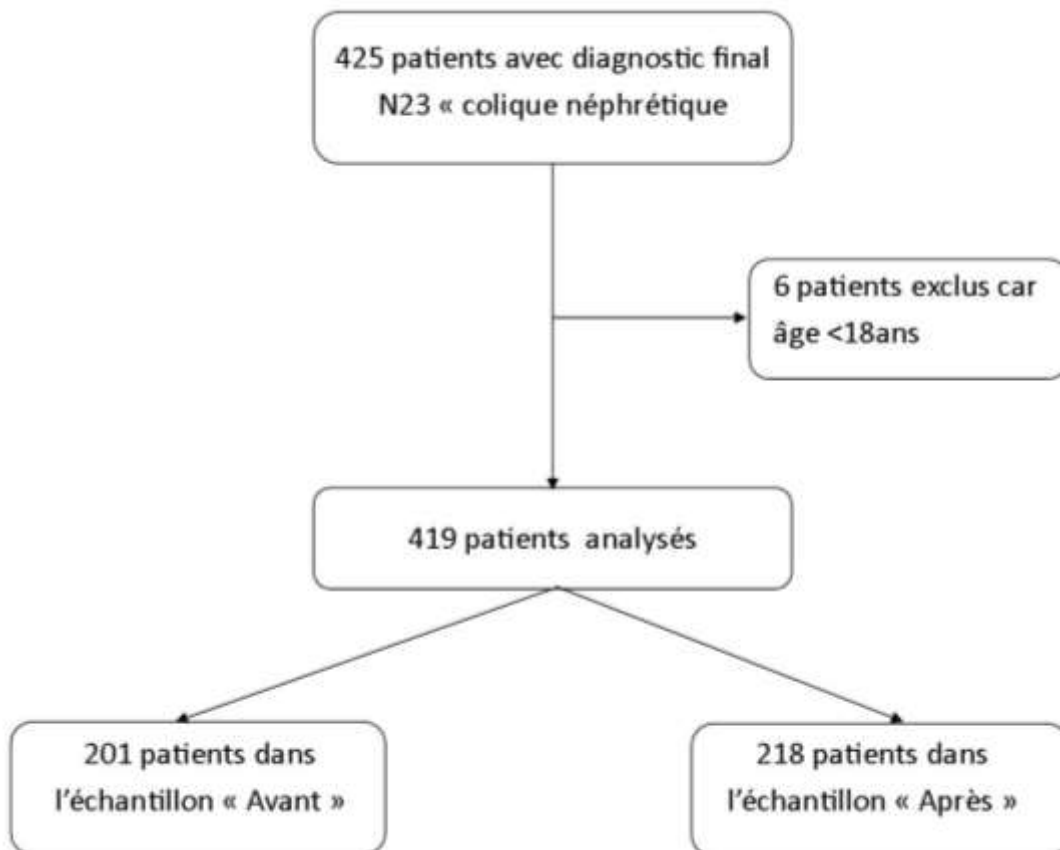 425 patients avec diagnostic final
N23 « colique néphrétique
6 patients exclus car
âge <18ans
419 patients analysés
201 patients dans
l'échantillon « Avant »
218 patients dans
l'échantillon « Après »